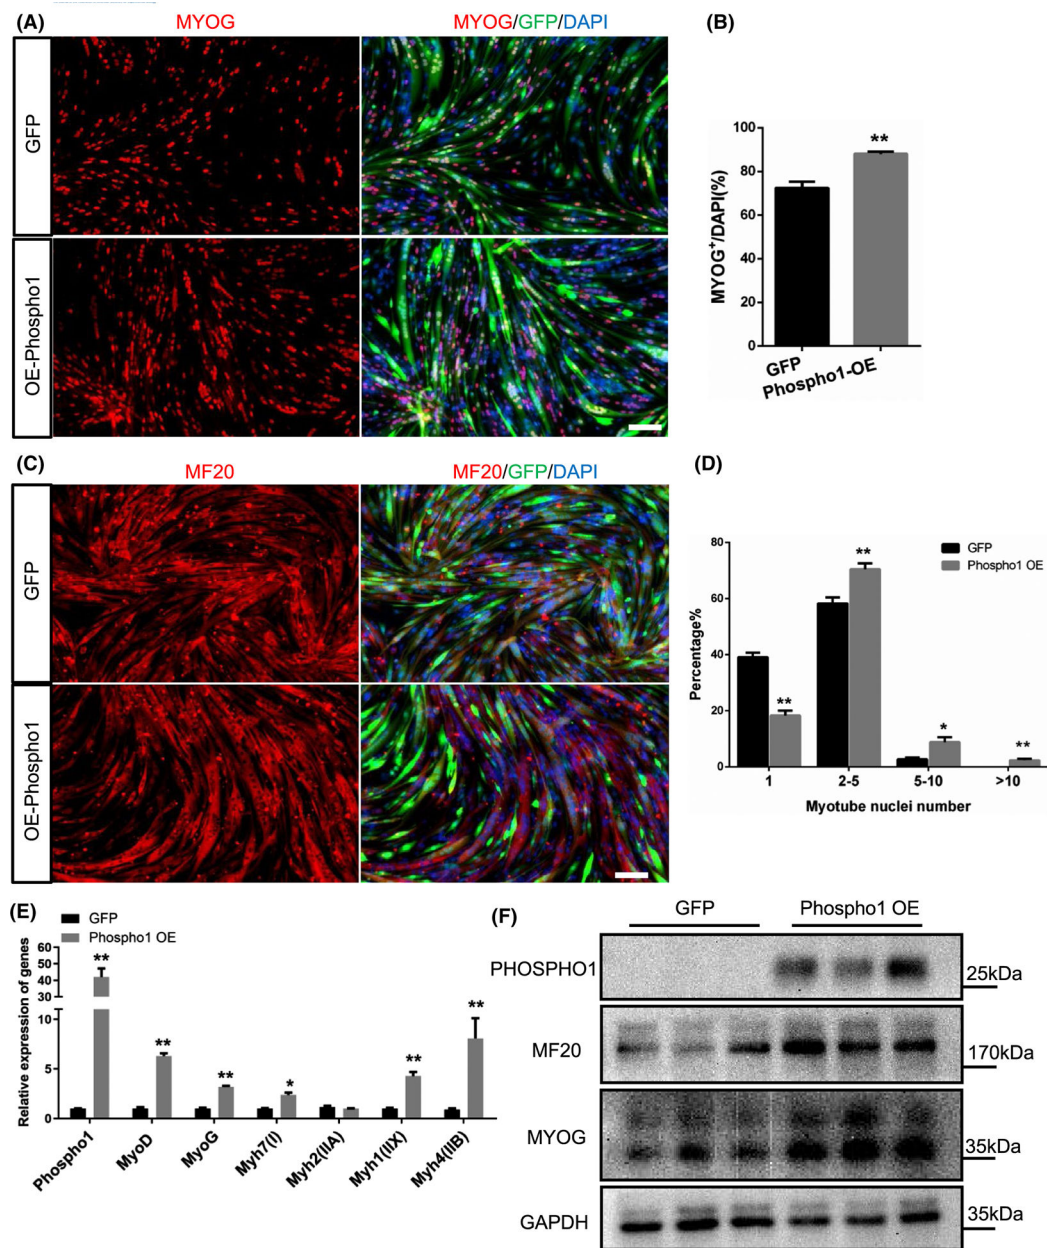 (A)
MYOG
MYOG/GFP/DAPI
GFP
OE-Phospho1
(B)
MYOG+/DAPI(%)
100
80
60
40
20
0
**
GFP
Phospho1-OE
(C)
MF20
MF20/GFP/DAPI
GFP
OE-Phospho1
(D)
Percentage%
80
60
40
20
0
GFP
Phospho1 OE
**
**
*
**
1
2-5
5-10
>10
Myotube nuclei number
(E)
GFP
Phospho1 OE
Relative expression of genes
60
50
40
30
10
5
0
**
**
**
*
**
**
Phospho1
MyoD
MyoG
Myh7(I)
Myh2(IIA)
Myh1(IIX)
Myh4(IIB)
(F)
GFP
Phospho1 OE
PHOSPHO1
25kDa
MF20
170kDa
MYOG
35kDa
GAPDH
35kDa